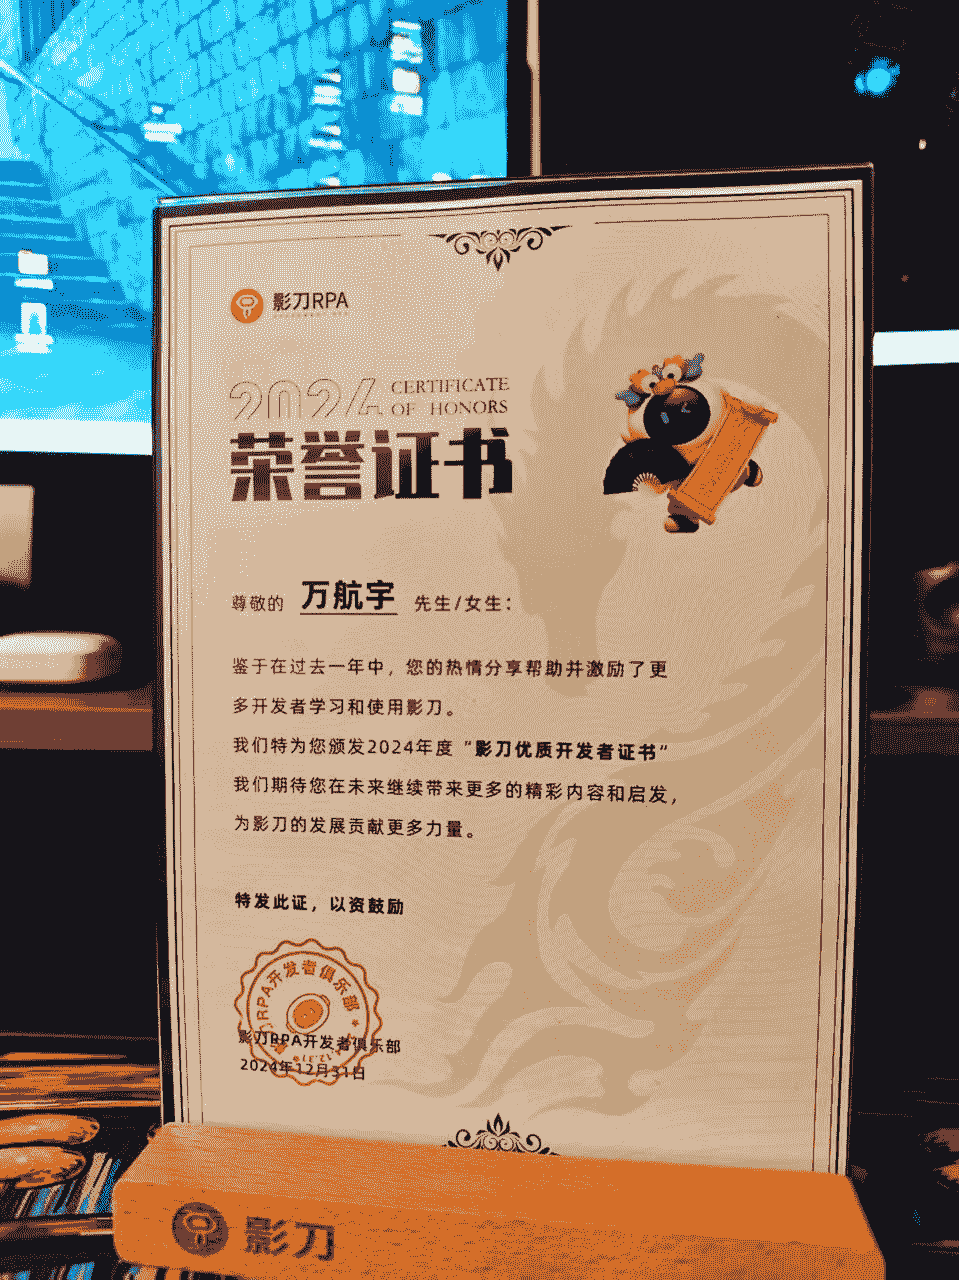 影刀RPA
2024 CERTIFICATE
OF HONORS
荣誉证书
尊敬的 万航宇 先生/女生：
鉴于在过去一年中，您的热情分享帮助并激励了更
多开发者学习和使用影刀。
我们特为您颁发2024年度“影刀优质开发者证书”
我们期待您在未来继续带来更多的精彩内容和启发，
为影刀的发展贡献更多力量。
特发此证，以资鼓励
影刀RPA开发者俱乐部
影刀RPA开发者俱乐部
2024年12月31日
影刀